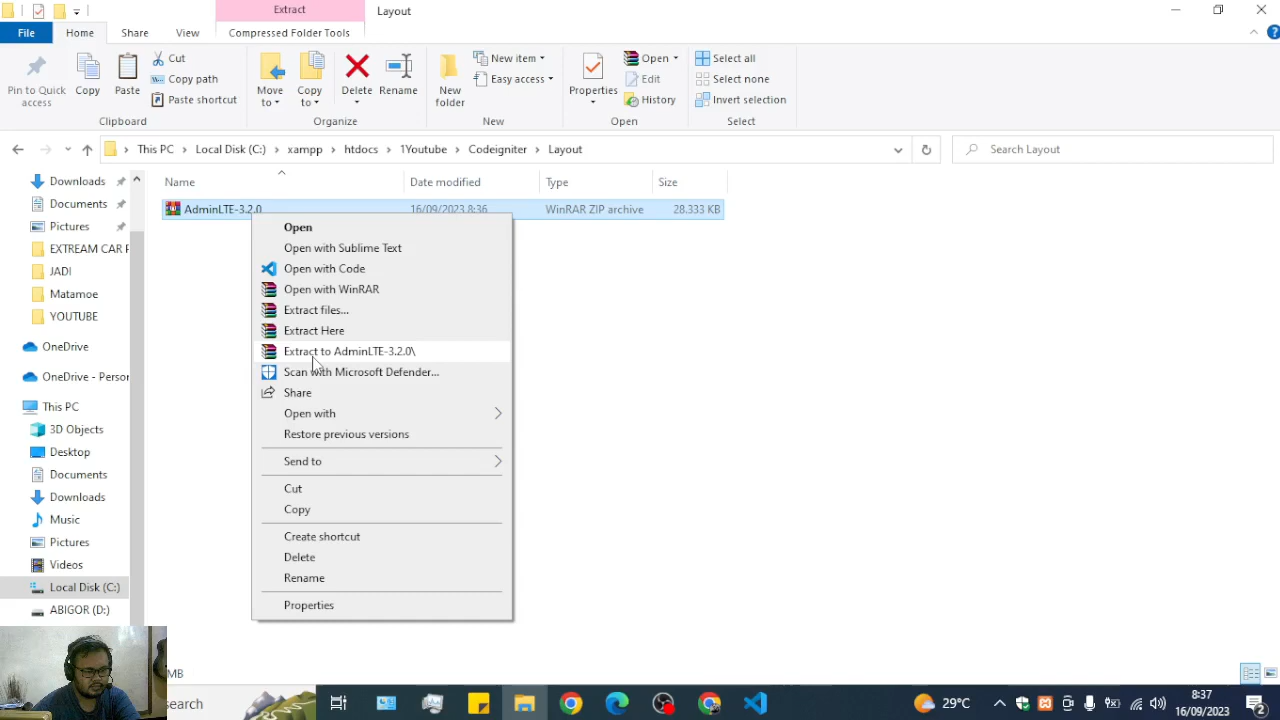 Extract
Layout
File
Home
Share
View
Compressed Folder Tools
Pin to Quick access
Copy
Paste
Cut
Copy path
Paste shortcut
Clipboard
Move to
Copy to
Delete
Rename
Organize
New folder
New item
Easy access
New
Properties
Open
Edit
History
Open
Select all
Select none
Invert selection
Select
This PC > Local Disk (C:) > xampp > htdocs > 1Youtube > Codeigniter > Layout
Search Layout
Name
Date modified
Type
Size
AdminLTE-3.2.0
16/09/2023 8:36
WinRAR ZIP archive
28.333 KB
Downloads
Documents
Pictures
EXTREAM CAR
JADI
Matamoe
YOUTUBE
OneDrive
OneDrive - Person
This PC
3D Objects
Desktop
Documents
Downloads
Music
Pictures
Videos
Local Disk (C:)
ABIGOR (D:)
Open
Open with Sublime Text
Open with Code
Open with WinRAR
Extract files...
Extract Here
Extract to AdminLTE-3.2.0\
Scan with Microsoft Defender...
Share
Open with
Restore previous versions
Send to
Cut
Copy
Create shortcut
Delete
Rename
Properties
MB
search
29°C
8:37
16/09/2023
2